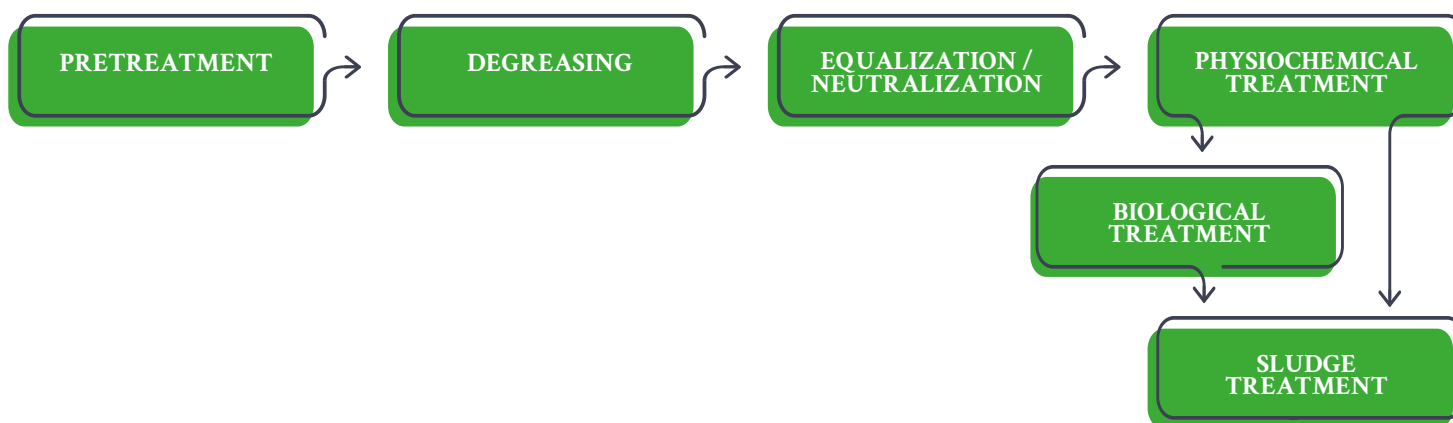 PRETREATMENT
DEGREASING
EQUALIZATION /
NEUTRALIZATION
PHYSIOCHEMICAL
TREATMENT
BIOLOGICAL
TREATMENT
SLUDGE
TREATMENT